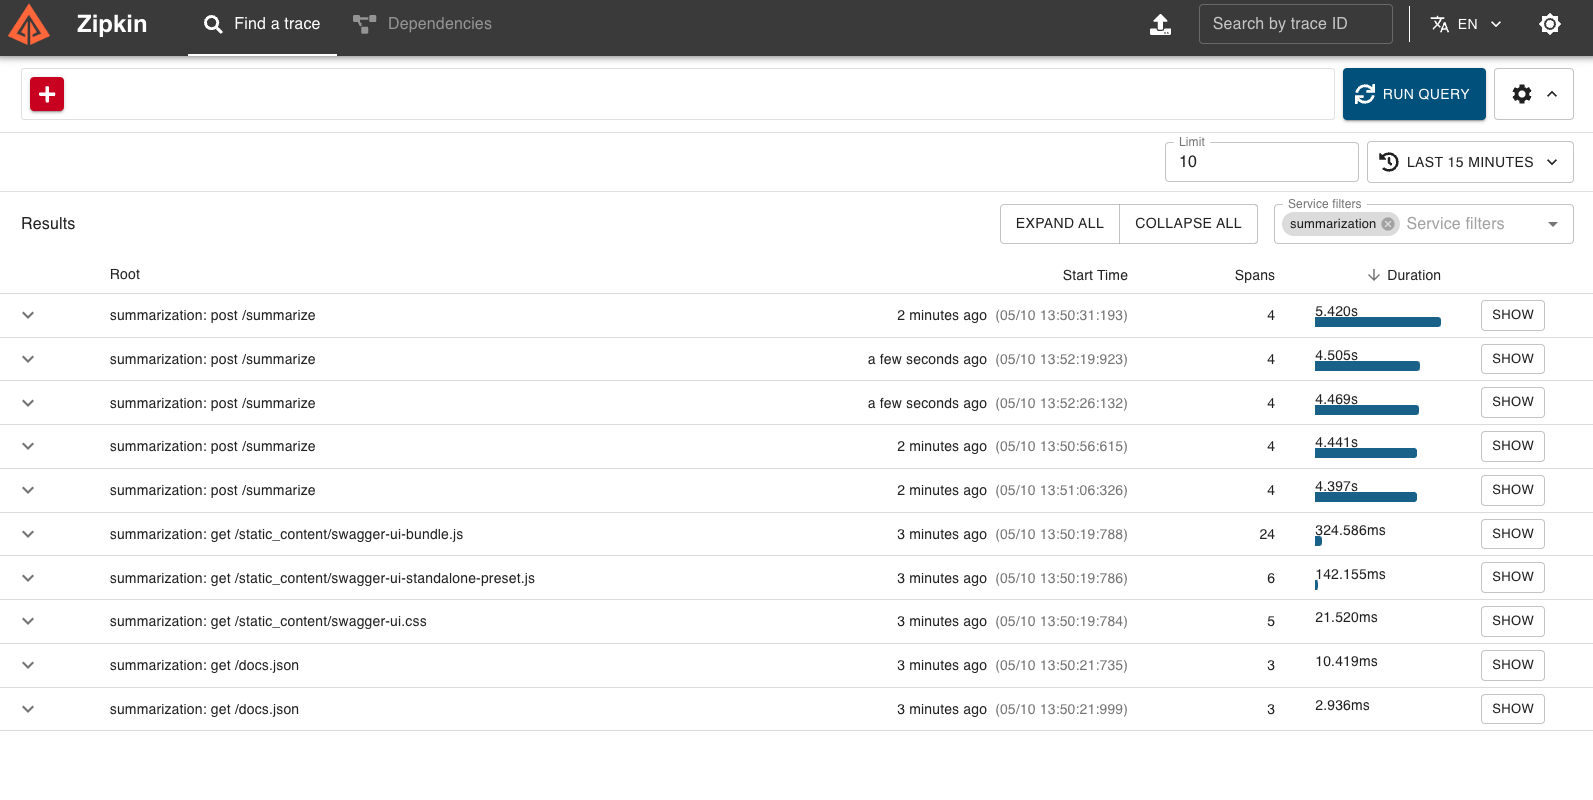 Zipkin
Find a trace
Dependencies
Search by trace ID
EN
RUN QUERY
Limit
10
LAST 15 MINUTES
Results
EXPAND ALL
COLLAPSE ALL
Service filters
summarization
Service filters
Root Start Time Spans Duration
summarization: post /summarize 2 minutes ago (05/10 13:50:31:193) 4 5.420s SHOW
summarization: post /summarize a few seconds ago (05/10 13:52:19:923) 4 4.505s SHOW
summarization: post /summarize a few seconds ago (05/10 13:52:26:132) 4 4.469s SHOW
summarization: post /summarize 2 minutes ago (05/10 13:50:56:615) 4 4.441s SHOW
summarization: post /summarize 2 minutes ago (05/10 13:51:06:326) 4 4.397s SHOW
summarization: get /static_content/swagger-ui-bundle.js 3 minutes ago (05/10 13:50:19:788) 24 324.586ms SHOW
summarization: get /static_content/swagger-ui-standalone-preset.js 3 minutes ago (05/10 13:50:19:786) 6 142.155ms SHOW
summarization: get /static_content/swagger-ui.css 3 minutes ago (05/10 13:50:19:784) 5 21.520ms SHOW
summarization: get /docs.json 3 minutes ago (05/10 13:50:21:735) 3 10.419ms SHOW
summarization: get /docs.json 3 minutes ago (05/10 13:50:21:999) 3 2.936ms SHOW